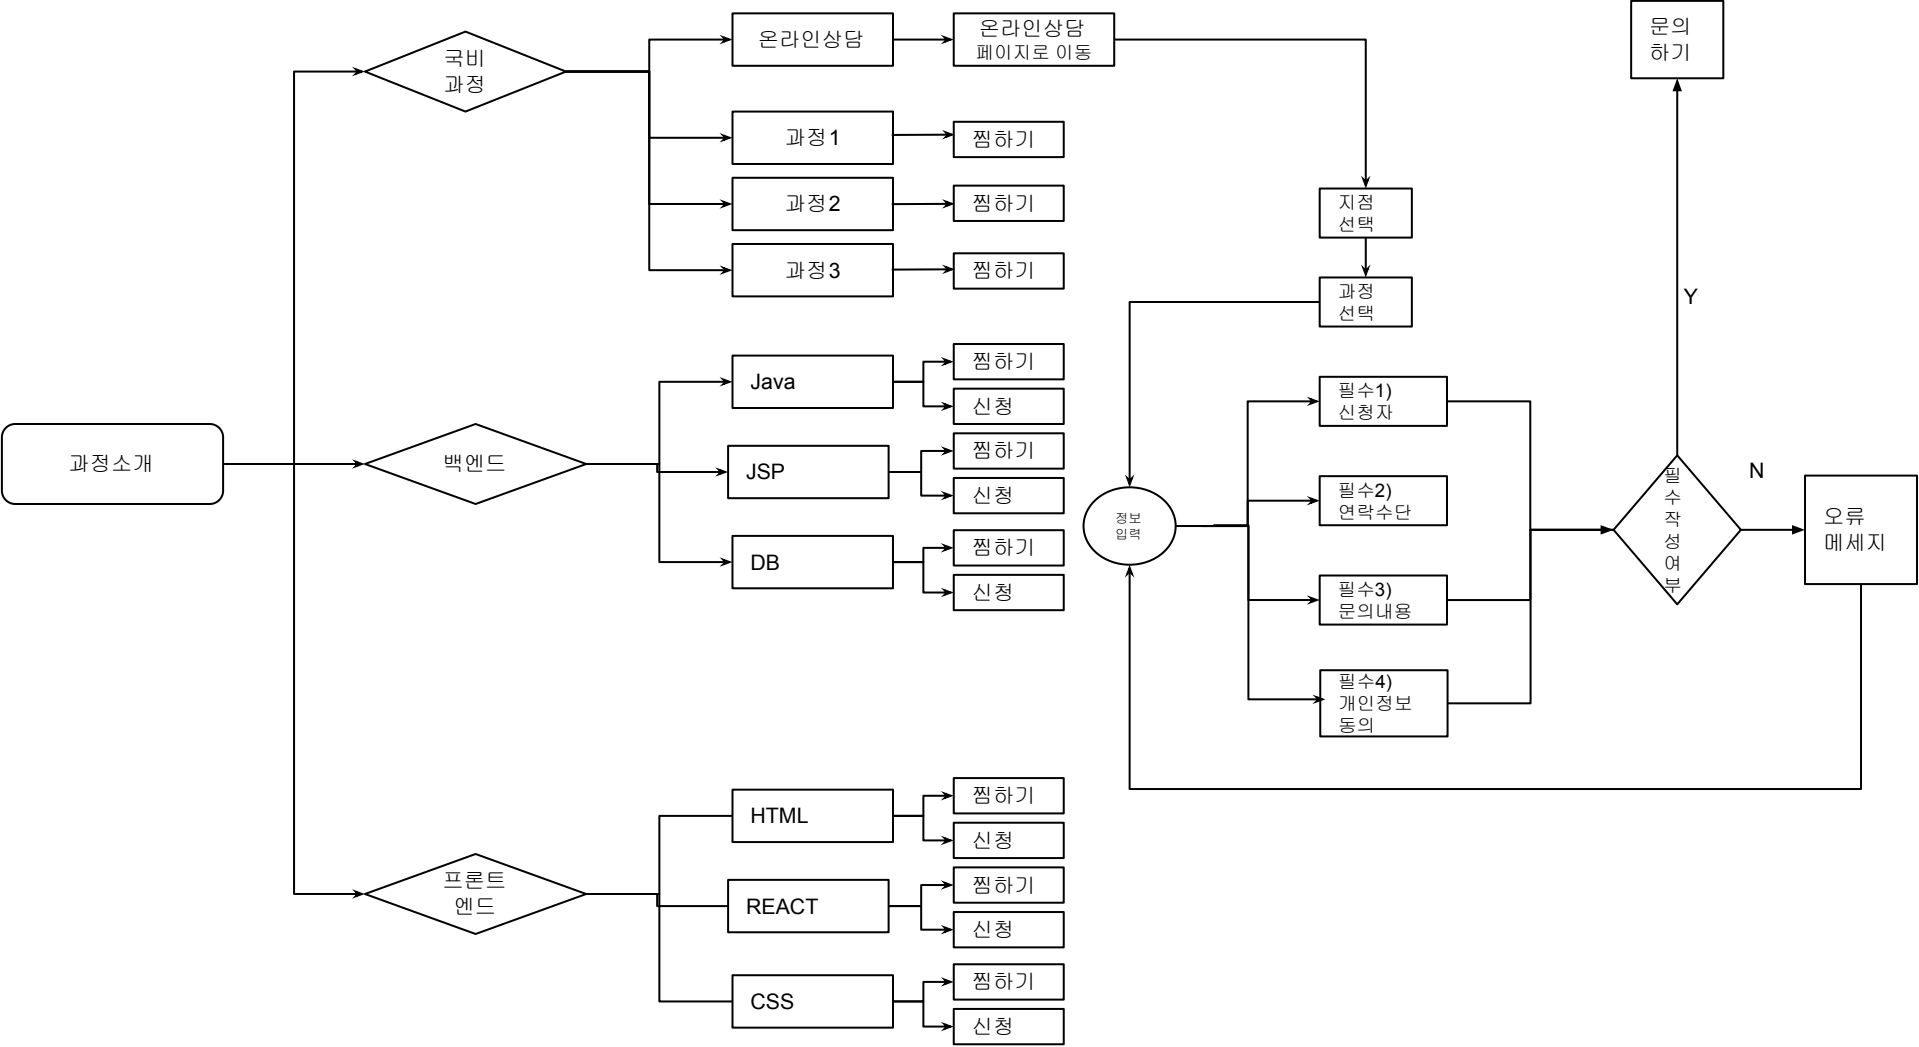 과정소개
국비
과정
온라인상담
온라인상담
페이지로 이동
과정1
찜하기
과정2
찜하기
과정3
찜하기
백엔드
Java
찜하기
신청
JSP
찜하기
신청
DB
찜하기
신청
프론트
엔드
HTML
찜하기
신청
REACT
찜하기
신청
CSS
찜하기
신청
지점
선택
과정
선택
정보
입력
필수1)
신청자
필수2)
연락수단
필수3)
문의내용
필수4)
개인정보
동의
필
수
작
성
여
부
Y
문의
하기
N
오류
메세지